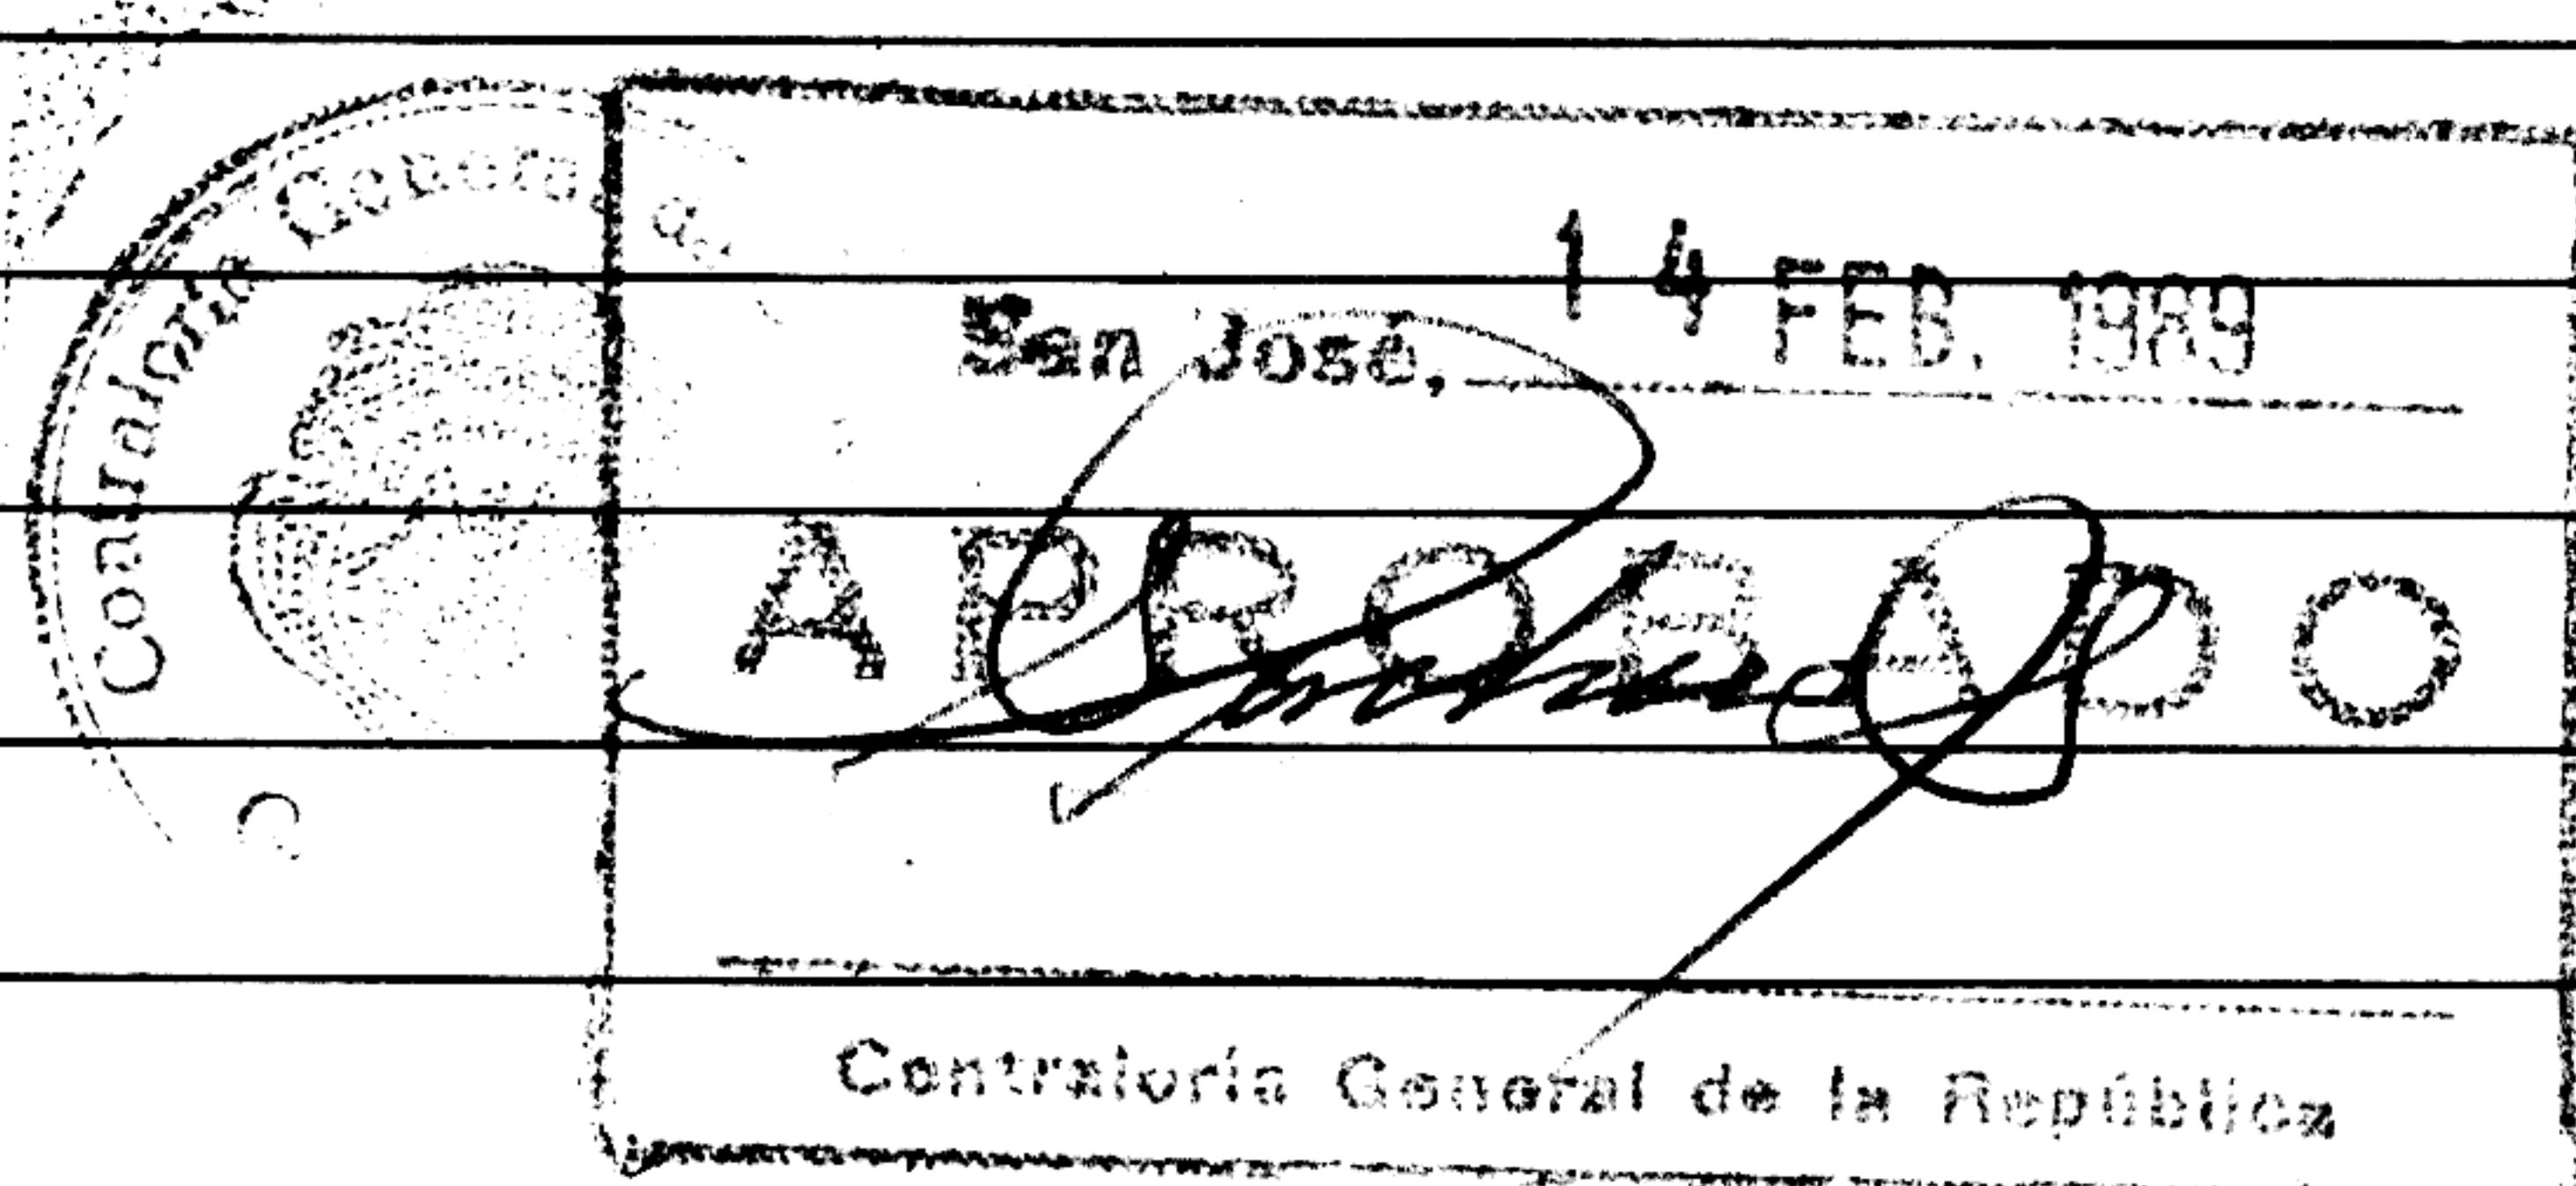 Contraloría General
San José, 14 FEB. 1989
APROBADO
Contraloría General de la República